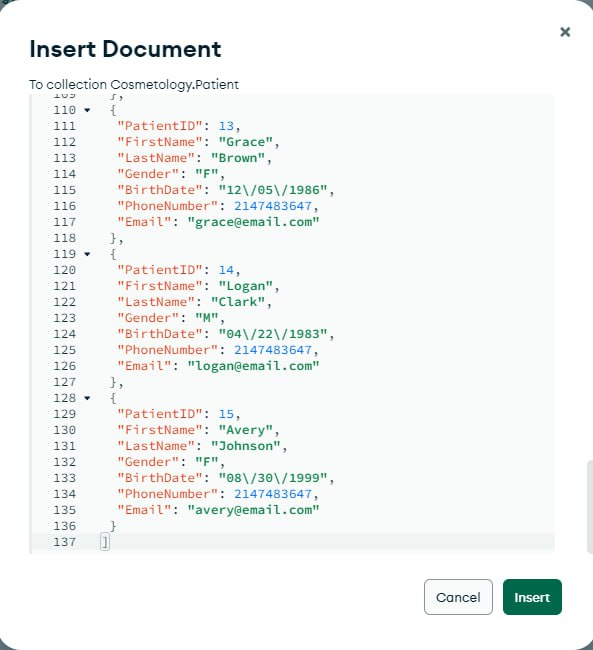 Insert Document
To collection Cosmetology.Patient
109 },
110 {
111 "PatientID": 13,
112 "FirstName": "Grace",
113 "LastName": "Brown",
114 "Gender": "F",
115 "BirthDate": "12\/05\/1986",
116 "PhoneNumber": 2147483647,
117 "Email": "grace@email.com"
118 },
119 {
120 "PatientID": 14,
121 "FirstName": "Logan",
122 "LastName": "Clark",
123 "Gender": "M",
124 "BirthDate": "04\/22\/1983",
125 "PhoneNumber": 2147483647,
126 "Email": "logan@email.com"
127 },
128 {
129 "PatientID": 15,
130 "FirstName": "Avery",
131 "LastName": "Johnson",
132 "Gender": "F",
133 "BirthDate": "08\/30\/1999",
134 "PhoneNumber": 2147483647,
135 "Email": "avery@email.com"
136 }
137 ]
Cancel Insert